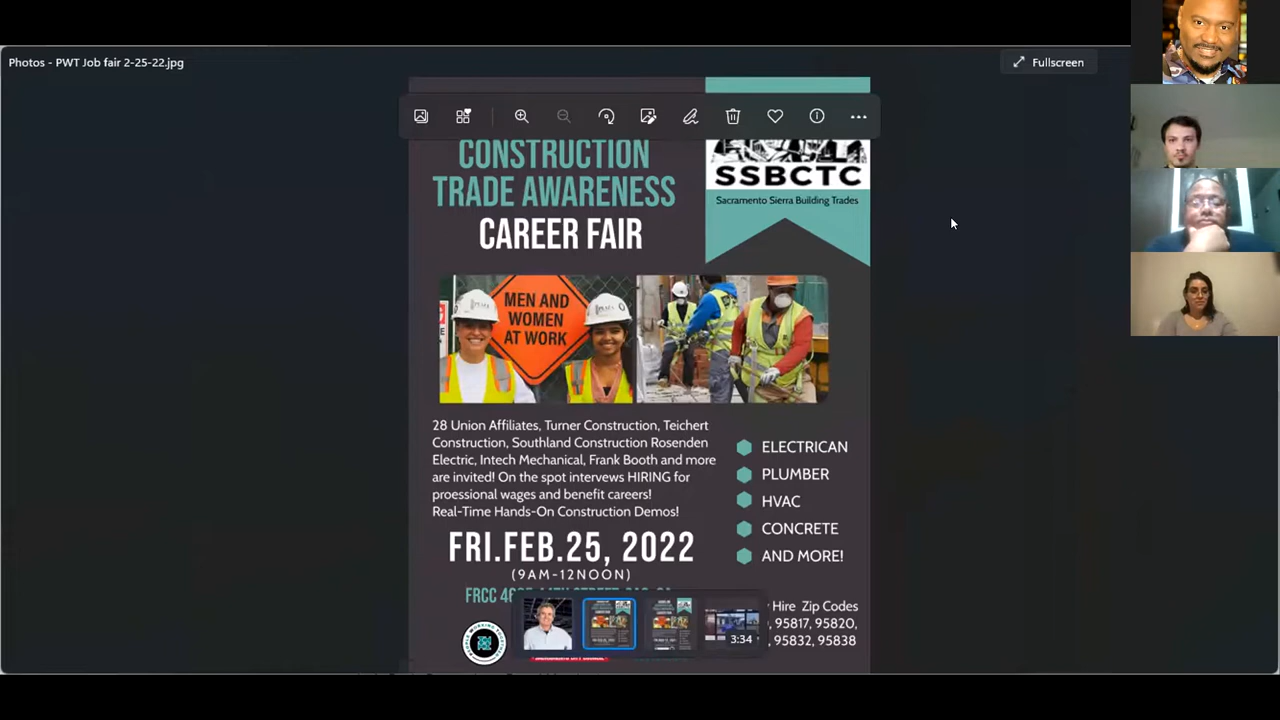 Photos - PWT Job fair 2-25-22.jpg
Fullscreen
CONSTRUCTION
TRADE AWARENESS
CAREER FAIR
SSBCTC
Sacramento Sierra Building Trades
MEN AND
WOMEN
AT WORK
28 Union Affiliates, Turner Construction, Teichert
Construction, Southland Construction Rosenden
Electric, Intech Mechanical, Frank Booth and more
are invited! On the spot intervews HIRING for
proessional wages and benefit careers!
Real-Time Hands-On Construction Demos!
ELECTRICAN
PLUMBER
HVAC
CONCRETE
AND MORE!
FRI.FEB.25, 2022
(9AM-12NOON)
FRCC
Hire Zip Codes
, 95817, 95820,
, 95832, 95838
3:34